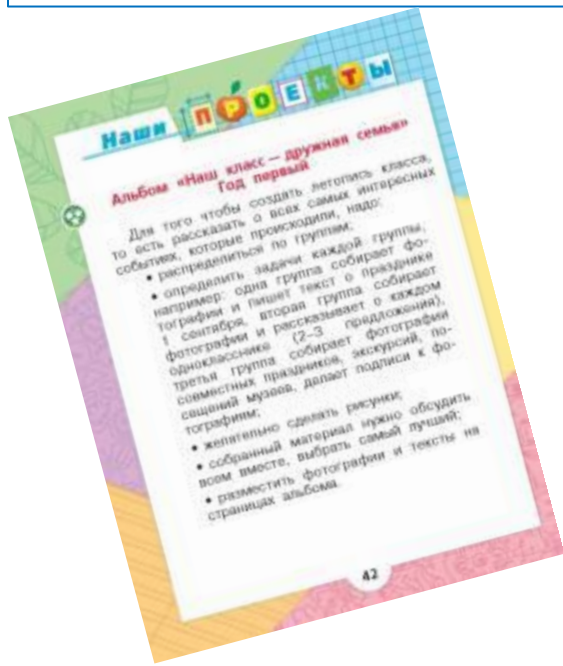 Наши ПРОЕКТЫ
Альбом «Наш класс — дружная семья»
Год первый
Для того чтобы создать летопись класса,
то есть рассказать о всех самых интересных
событиях, которые происходили, надо:
• распределиться по группам;
• определить задачи каждой группы;
например: одна группа собирает фо-
тографии и пишет текст о празднике
1 сентября, вторая группа собирает
фотографии и рассказывает о каждом
однокласснике (2–3 предложения),
третья группа собирает фотографии
совместных праздников, экскурсий, по-
сещений музеев, делает подписи к фо-
тографиям;
• желательно сделать рисунки;
• собранный материал нужно обсудить
всем вместе, выбрать самый лучший;
• разместить фотографии и тексты на
страницах альбома.
42